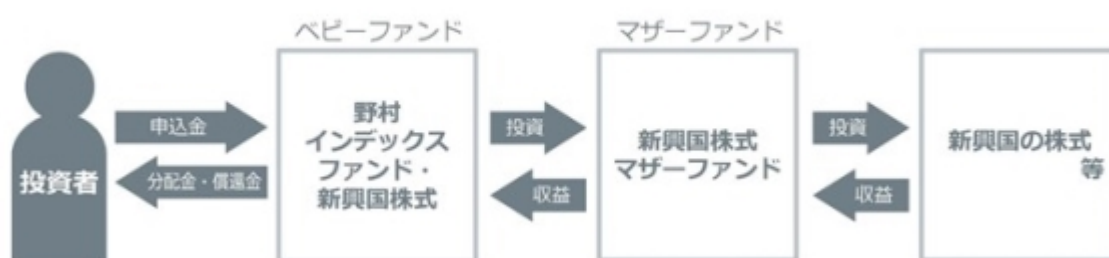 ベビーファンド
マザーファンド
投資者
申込金
分配金・償還金
野村
インデックス
ファンド・
新興国株式
投資
収益
新興国株式
マザーファンド
投資
収益
新興国の株式
等